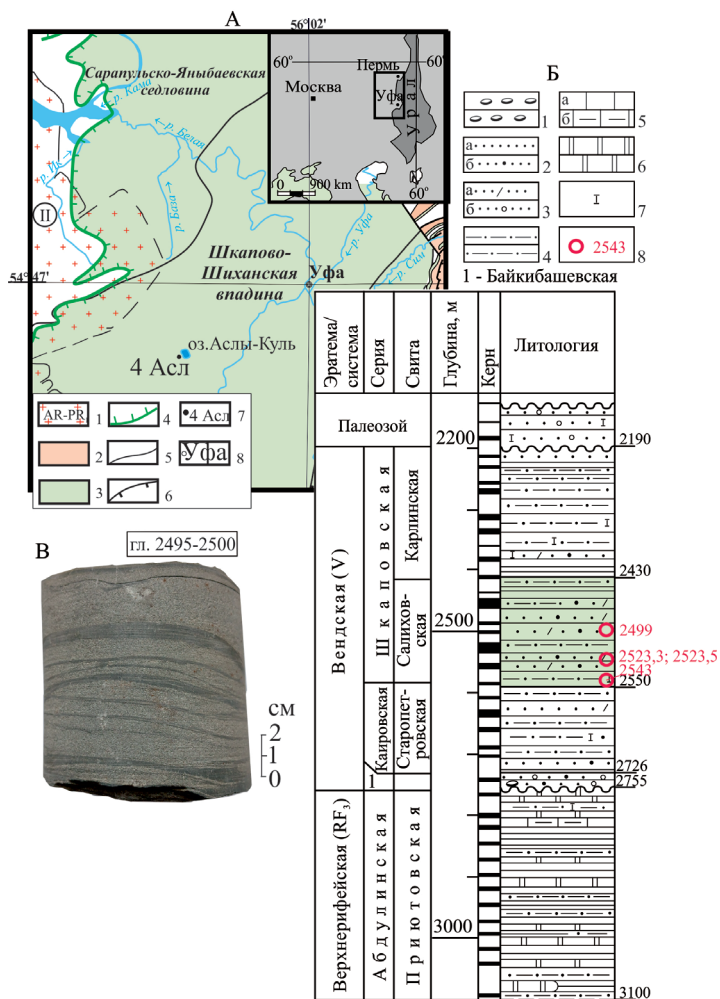 А
56°02'
60°
60°
Пермь
Москва
Уфа
Урал
0 900 km
60°
Сарапульско-Яныбаевская
седловина
р. Кама
р. Белая
р. Ик
р. База
р. Уфа
р. Сим
II
54°47'
Шкапово-
Шиханская
впадина
Уфа
оз.Аслы-Куль
4 Асл
AR-PR 1
2
3
4
5
6
4 Асл 7
Уфа 8
Б
1
а
б 2
а
б 3
4
а
б 5
6
7
2543 8
1 - Байкибашевская
Эратема/
система
Серия
Свита
Глубина, м
Керн
Литология
Палеозой
Вендская (V)
Шкаповская
Карлинская
Салихов-
ская
Каировская
Старопет-
ровская
1
Верхнерифейская (RF3)
Абдулинская
Приютовская
2200
2500
3000
2190
2430
2499
2523,3; 2523,5
2543
2550
2726
2755
3100
В
гл. 2495-2500
см
2
1
0